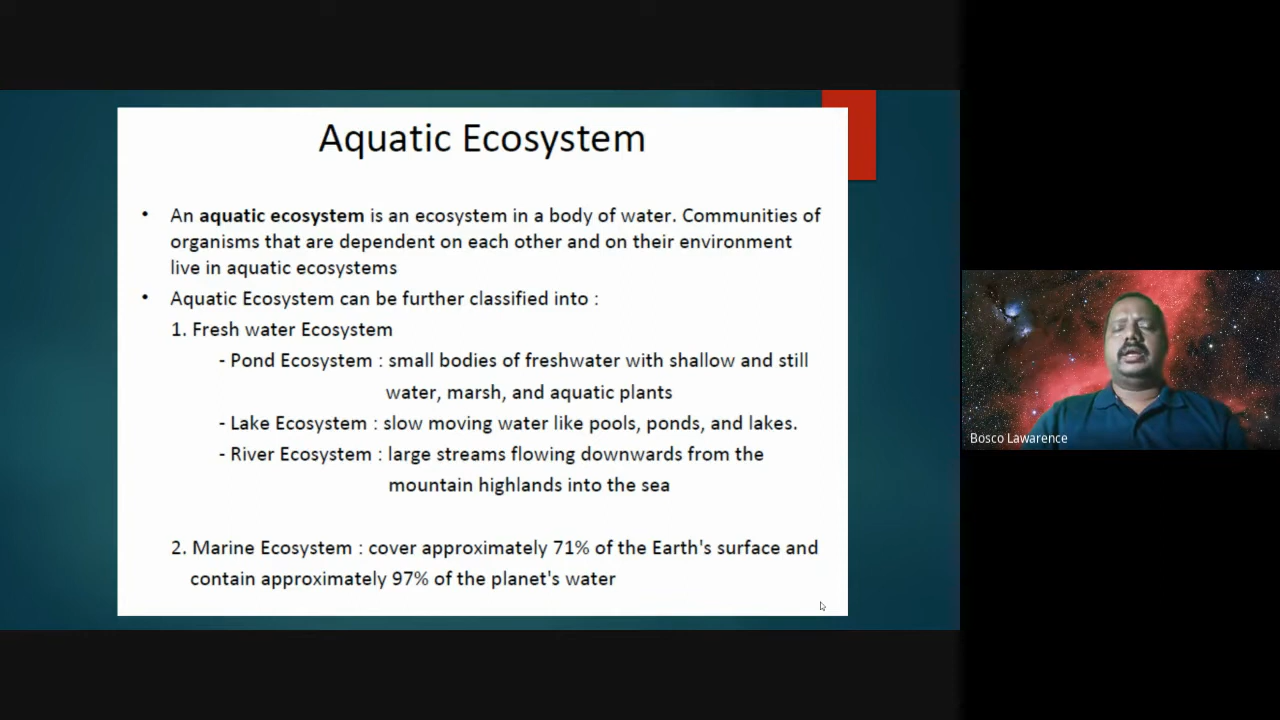 Aquatic Ecosystem
• An aquatic ecosystem is an ecosystem in a body of water. Communities of
organisms that are dependent on each other and on their environment
live in aquatic ecosystems
• Aquatic Ecosystem can be further classified into :
1. Fresh water Ecosystem
- Pond Ecosystem : small bodies of freshwater with shallow and still
water, marsh, and aquatic plants
- Lake Ecosystem : slow moving water like pools, ponds, and lakes.
- River Ecosystem : large streams flowing downwards from the
mountain highlands into the sea
2. Marine Ecosystem : cover approximately 71% of the Earth's surface and
contain approximately 97% of the planet's water
Bosco Lawarence